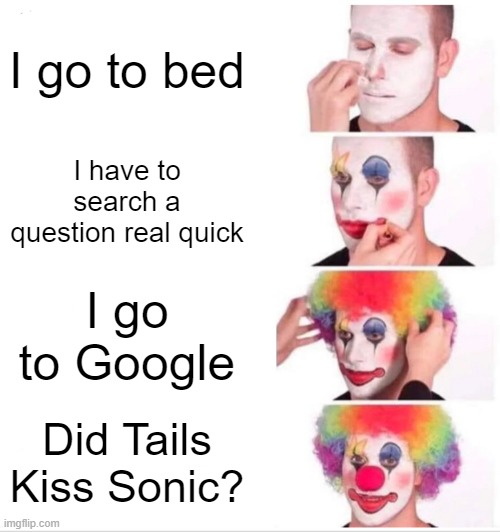 I go to bed
I have to
search a
question real quick
I go
to Google
Did Tails
Kiss Sonic?
imgflip.com